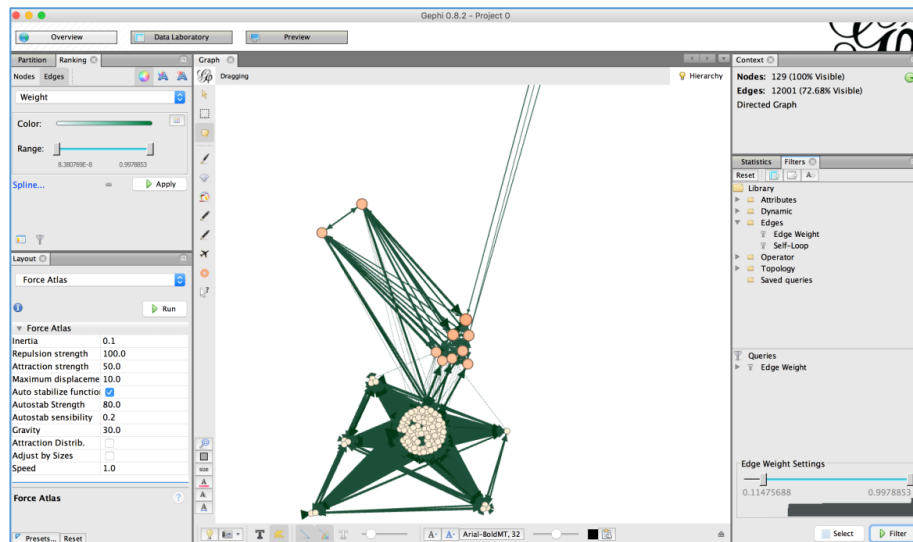 Gephi 0.8.2 - Project 0
Overview
Data Laboratory
Preview
Partition
Ranking
Nodes
Edges
Weight
Color:
Range:
8.380769E-8
0.9978853
Spline...
Apply
Layout
Force Atlas
Run
Force Atlas
Inertia 0.1
Repulsion strength 100.0
Attraction strength 50.0
Maximum displaceme 10.0
Auto stabilize function
Autostab Strength 80.0
Autostab sensibility 0.2
Gravity 30.0
Attraction Distrib.
Adjust by Sizes
Speed 1.0
Force Atlas
Presets...
Reset
Graph
Dragging
Hierarchy
size
A
A
A
T
T
A-
A-
Arial-BoldMT, 32
Context
Nodes: 129 (100% Visible)
Edges: 12001 (72.68% Visible)
Directed Graph
Statistics
Filters
Reset
Library
Attributes
Dynamic
Edges
Edge Weight
Self-Loop
Operator
Topology
Saved queries
Queries
Edge Weight
Edge Weight Settings
0.11475688
0.9978853
Select
Filter